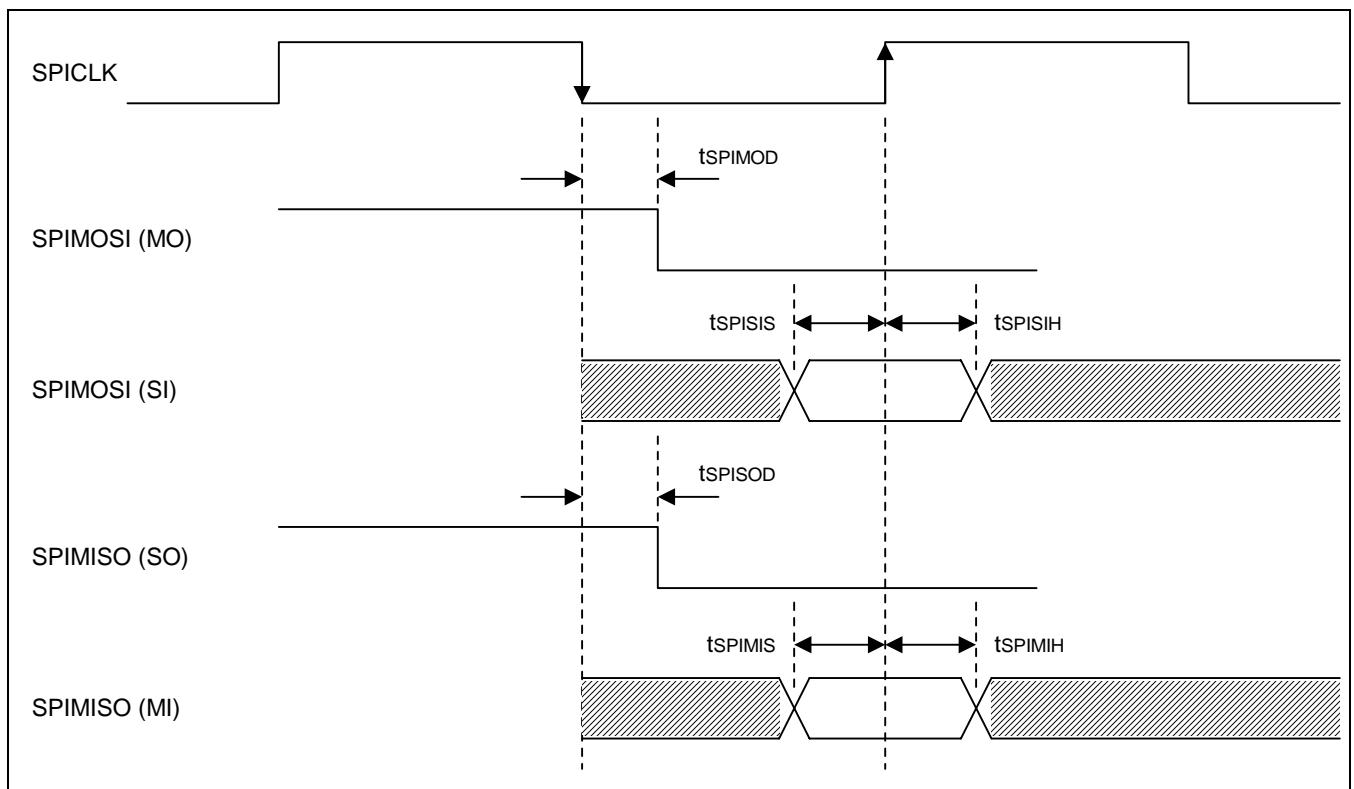 SPICLK
tSPIMOD
SPIMOSI (MO)
tSPISIS tSPISIH
SPIMOSI (SI)
tSPISOD
SPIMISO (SO)
tSPIMIS tSPIMIH
SPIMISO (MI)